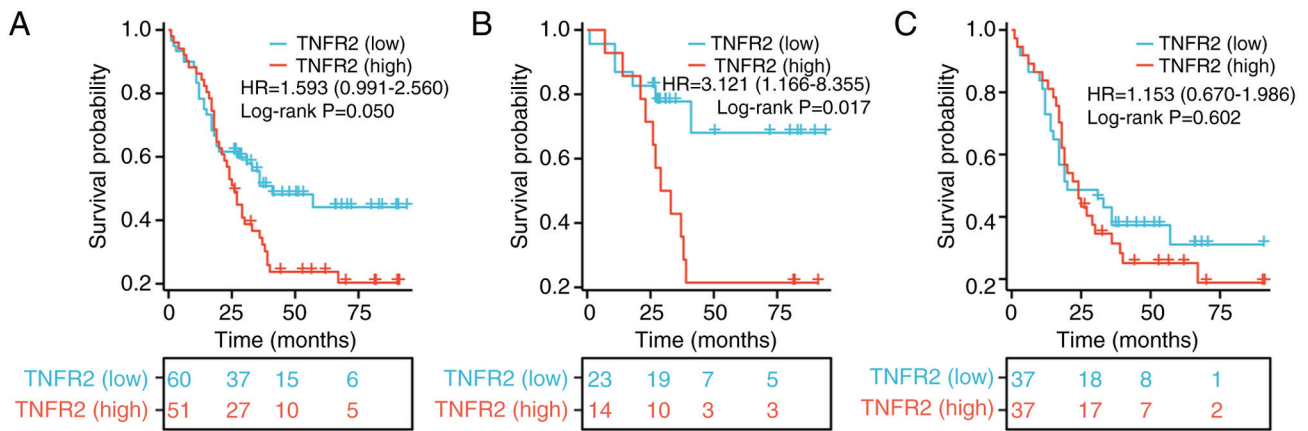 A
1.0
0.8
0.6
0.4
0.2
Survival probability
TNFR2 (low)
TNFR2 (high)
HR=1.593 (0.991-2.560)
Log-rank P=0.050
0 25 50 75
Time (months)
TNFR2 (low) 60 37 15 6
TNFR2 (high) 51 27 10 5
B
1.0
0.8
0.6
0.4
0.2
Survival probability
TNFR2 (low)
TNFR2 (high)
HR=3.121 (1.166-8.355)
Log-rank P=0.017
0 25 50 75
Time (months)
TNFR2 (low) 23 19 7 5
TNFR2 (high) 14 10 3 3
C
1.0
0.8
0.6
0.4
0.2
Survival probability
TNFR2 (low)
TNFR2 (high)
HR=1.153 (0.670-1.986)
Log-rank P=0.602
0 25 50 75
Time (months)
TNFR2 (low) 37 18 8 1
TNFR2 (high) 37 17 7 2